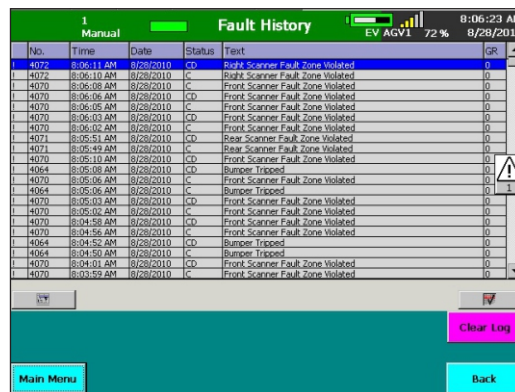 1
Manual
Fault History
EV AGV1 72 %
8:06:23 A
8/28/201
No. Time Date Status Text GR
! 4072 8:06:11 AM 8/28/2010 CD Right Scanner Fault Zone Violated 0
! 4072 8:06:10 AM 8/28/2010 C Right Scanner Fault Zone Violated 0
! 4070 8:06:08 AM 8/28/2010 C Front Scanner Fault Zone Violated 0
! 4070 8:06:06 AM 8/28/2010 CD Front Scanner Fault Zone Violated 0
! 4070 8:06:05 AM 8/28/2010 C Front Scanner Fault Zone Violated 0
! 4070 8:06:03 AM 8/28/2010 CD Front Scanner Fault Zone Violated 0
! 4070 8:06:02 AM 8/28/2010 C Front Scanner Fault Zone Violated 0
! 4071 8:05:51 AM 8/28/2010 CD Rear Scanner Fault Zone Violated 0
! 4071 8:05:49 AM 8/28/2010 C Rear Scanner Fault Zone Violated 0
! 4070 8:05:10 AM 8/28/2010 CD Front Scanner Fault Zone Violated 0
! 4064 8:05:08 AM 8/28/2010 CD Bumper Tripped 0
! 4070 8:05:06 AM 8/28/2010 C Front Scanner Fault Zone Violated 0
! 4064 8:05:06 AM 8/28/2010 C Bumper Tripped 0
! 4070 8:05:03 AM 8/28/2010 CD Front Scanner Fault Zone Violated 0
! 4070 8:05:02 AM 8/28/2010 C Front Scanner Fault Zone Violated 0
! 4070 8:04:58 AM 8/28/2010 CD Front Scanner Fault Zone Violated 0
! 4070 8:04:56 AM 8/28/2010 C Front Scanner Fault Zone Violated 0
! 4064 8:04:52 AM 8/28/2010 CD Bumper Tripped 0
! 4064 8:04:50 AM 8/28/2010 C Bumper Tripped 0
! 4070 8:04:01 AM 8/28/2010 CD Front Scanner Fault Zone Violated 0
! 4070 8:03:59 AM 8/28/2010 C Front Scanner Fault Zone Violated 0
1
Clear Log
Main Menu
Back